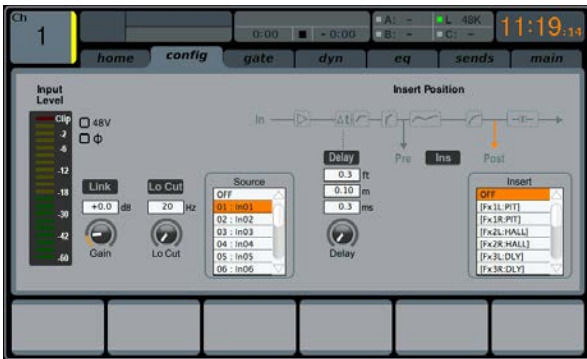 Ch
1
0:00 - 0:00
A: - L 48K
B: - C: -
11:19:14
home config gate dyn eq sends main
Input
Level
Insert Position
Clip
-2
-6
-12
-18
-30
-42
-60
48V
Φ
In
Δt
Pre Ins Post
Link
+0.0 dB
Gain
Lo Cut
20 Hz
Lo Cut
Source
OFF
01 : In01
02 : In02
03 : In03
04 : In04
05 : In05
06 : In06
Delay
0.3 ft
0.10 m
0.3 ms
Delay
Insert
OFF
[Fx1L:PIT]
[Fx1R:PIT]
[Fx2L:HALL]
[Fx2R:HALL]
[Fx3L:DLY]
[Fx3R:DLY]